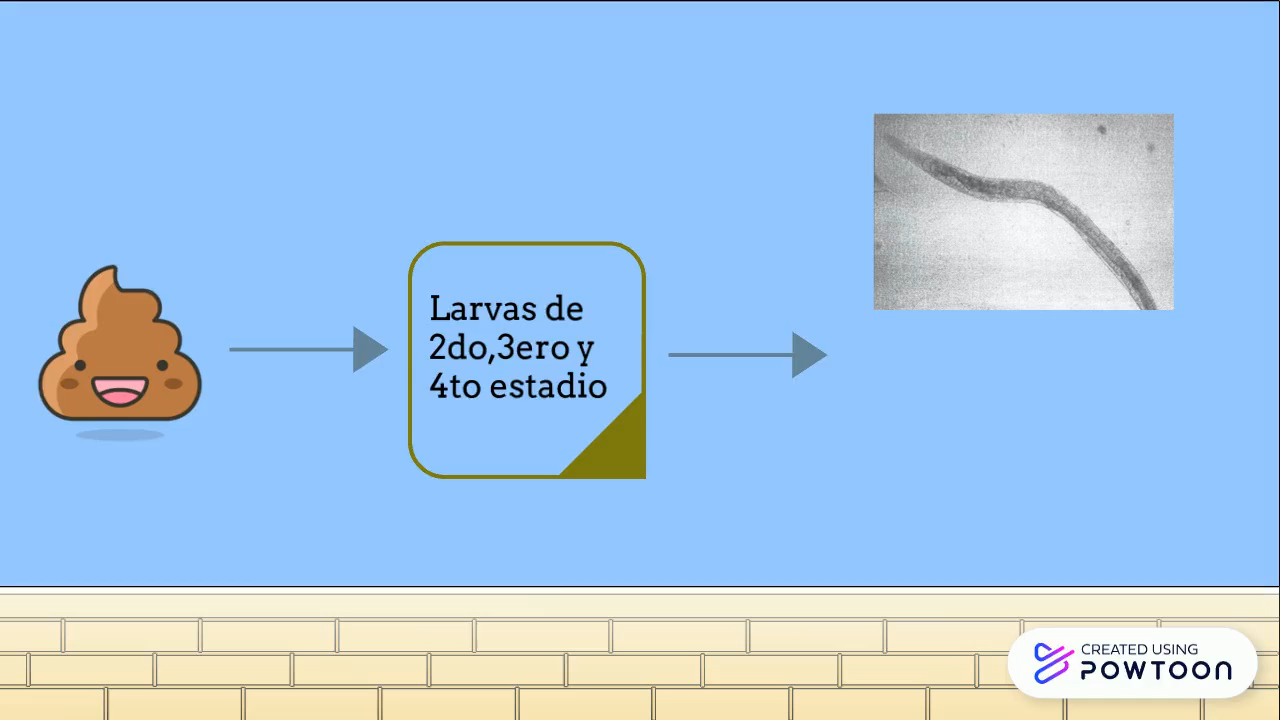 Larvas de
2do,3ero y
4to estadio
CREATED USING
POWTOON